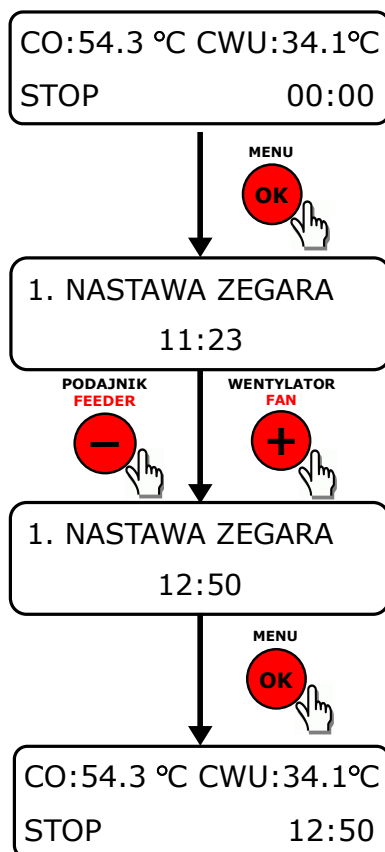 CO:54.3 °C CWU:34.1°C
STOP 00:00
MENU
OK
1. NASTAWA ZEGARA
11:23
PODAJNIK WENTYLATOR
FEEDER FAN
– +
1. NASTAWA ZEGARA
12:50
MENU
OK
CO:54.3 °C CWU:34.1°C
STOP 12:50